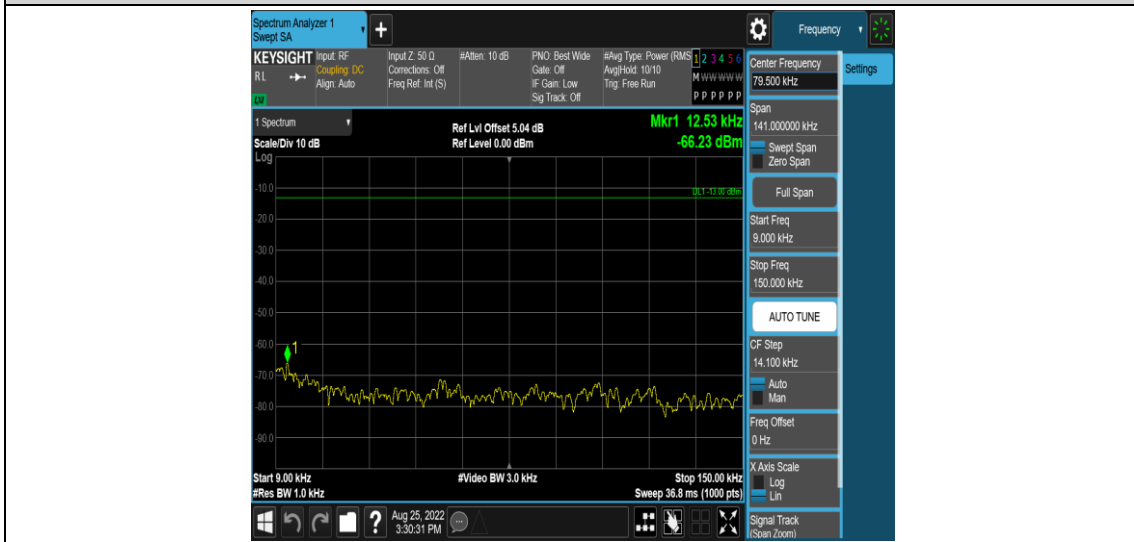 Spectrum Analyzer 1
Swept SA
+
Frequency
KEYSIGHT
RL
LXI
Input: RF
Coupling: DC
Align: Auto
Input Z: 50 Ω
Corrections: Off
Freq Ref: Int (S)
#Atten: 10 dB
PNO: Best Wide
Gate: Off
IF Gain: Low
Sig Track: Off
#Avg Type: Power (RMS
Avg|Hold: 10/10
Trig: Free Run
1 2 3 4 5 6
M W W W W W
P P P P P P
Center Frequency
79.500 kHz
Settings
Span
141.000000 kHz
Swept Span
Zero Span
Full Span
Start Freq
9.000 kHz
Stop Freq
150.000 kHz
AUTO TUNE
CF Step
14.100 kHz
Auto
Man
Freq Offset
0 Hz
X Axis Scale
Log
Lin
Signal Track
(Span Zoom)
1 Spectrum
Scale/Div 10 dB
Log
Ref Lvl Offset 5.04 dB
Ref Level 0.00 dBm
Mkr1 12.53 kHz
-66.23 dBm
DL1 -13.00 dBm
-10.0
-20.0
-30.0
-40.0
-50.0
-60.0
-70.0
-80.0
-90.0
1
Start 9.00 kHz
#Res BW 1.0 kHz
#Video BW 3.0 kHz
Stop 150.00 kHz
Sweep 36.8 ms (1000 pts)
?
Aug 25, 2022
3:30:31 PM